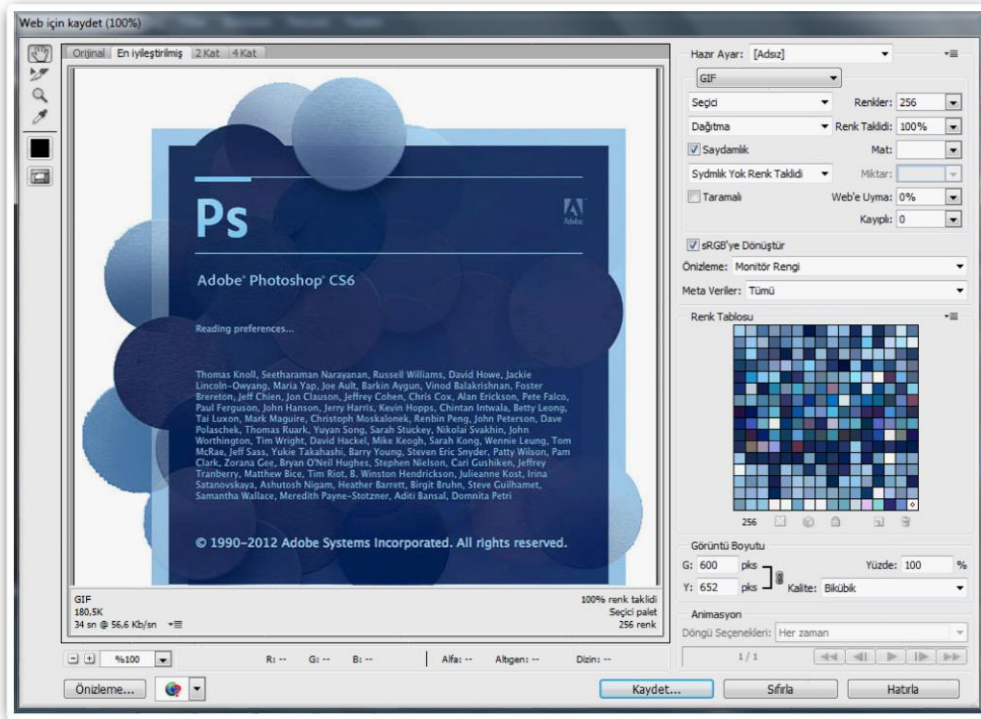 Web için kaydet (100%)
Orijinal En iyileştirilmiş 2 Kat 4 Kat
Ps
Adobe
Adobe® Photoshop® CS6
Reading preferences...
Thomas Knoll, Seetharaman Narayanan, Russell Williams, David Howe, Jackie
Lincoln-Owyang, Maria Yap, Joe Ault, Barkin Aygun, Vinod Balakrishnan, Foster
Brereton, Jeff Chien, Jon Clauson, Jeffrey Cohen, Chris Cox, Alan Erickson, Pete Falco,
Paul Ferguson, John Hanson, Jerry Harris, Kevin Hopps, Chintan Intwala, Betty Leong,
Tai Luxon, Mark Maguire, Christoph Moskalonek, Renbin Peng, John Peterson, Dave
Polaschek, Thomas Ruark, Yuyan Song, Sarah Stuckey, Nikolai Svakhin, John
Worthington, Tim Wright, David Hackel, Mike Keogh, Sarah Kong, Wennie Leung, Tom
McRae, Jeff Sass, Yukie Takahashi, Barry Young, Steven Eric Snyder, Patty Wilson, Pam
Clark, Zorana Gee, Bryan O'Neil Hughes, Stephen Nielson, Cari Gushiken, Jeffrey
Tranberry, Matthew Bice, Tim Riot, B. Winston Hendrickson, Julieanne Kost, Irina
Satanovskaya, Ashutosh Nigam, Heather Barrett, Birgit Bruhn, Steve Guilhamet,
Samantha Wallace, Meredith Payne-Stotzner, Aditi Bansal, Domnita Petri
© 1990-2012 Adobe Systems Incorporated. All rights reserved.
GIF
180,5K
34 sn @ 56,6 Kb/sn
100% renk taklidi
Seçici palet
256 renk
%100
R: -- G: -- B: -- Alfa: -- Altıgen: -- Dizin: --
Önizleme...
Hazır Ayar: [Adsız]
GIF
Seçici Renkler: 256
Dağıtma Renk Taklidi: 100%
Saydamlık Mat:
Sydmlık Yok Renk Taklidi Miktar:
Taramalı Web'e Uyma: 0%
Kayıplı: 0
sRGB'ye Dönüştür
Önizleme: Monitör Rengi
Meta Veriler: Tümü
Renk Tablosu
256
Görüntü Boyutu
G: 600 pks Yüzde: 100 %
Y: 652 pks Kalite: Bikübik
Animasyon
Döngü Seçenekleri: Her zaman
1 / 1
Kaydet... Sıfırla Hatırla